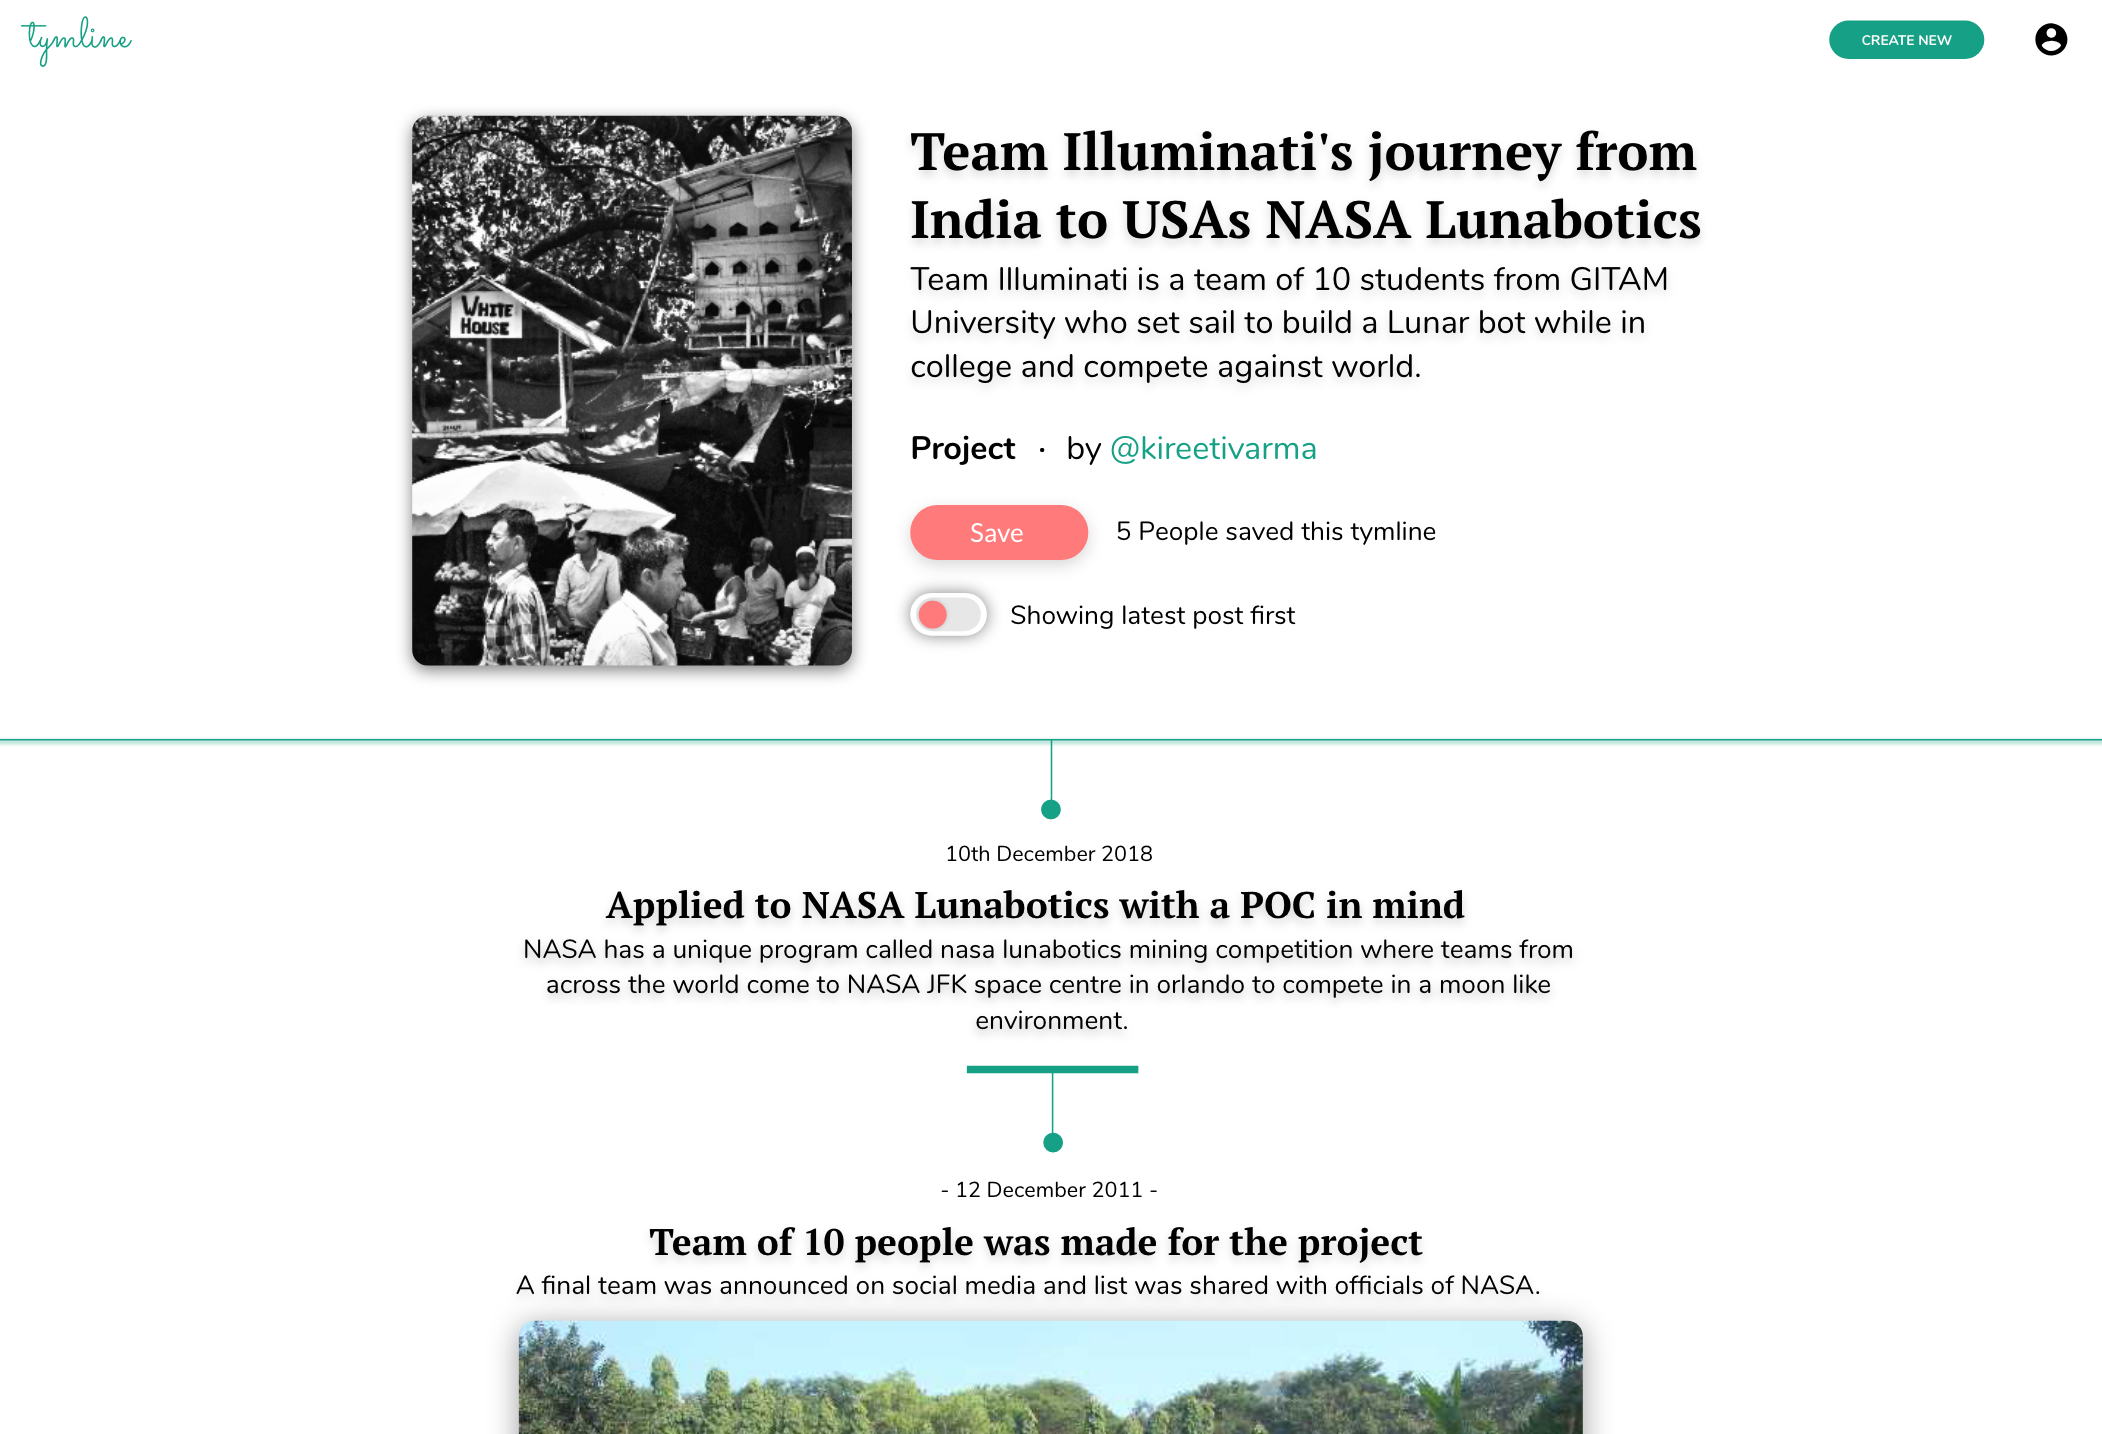 tymline
CREATE NEW
WHITE
HOUSE
Team Illuminati's journey from
India to USAs NASA Lunabotics
Team Illuminati is a team of 10 students from GITAM
University who set sail to build a Lunar bot while in
college and compete against world.
Project · by @kireetivarma
Save
5 People saved this tymline
Showing latest post first
10th December 2018
Applied to NASA Lunabotics with a POC in mind
NASA has a unique program called nasa lunabotics mining competition where teams from
across the world come to NASA JFK space centre in orlando to compete in a moon like
environment.
- 12 December 2011 -
Team of 10 people was made for the project
A final team was announced on social media and list was shared with officials of NASA.